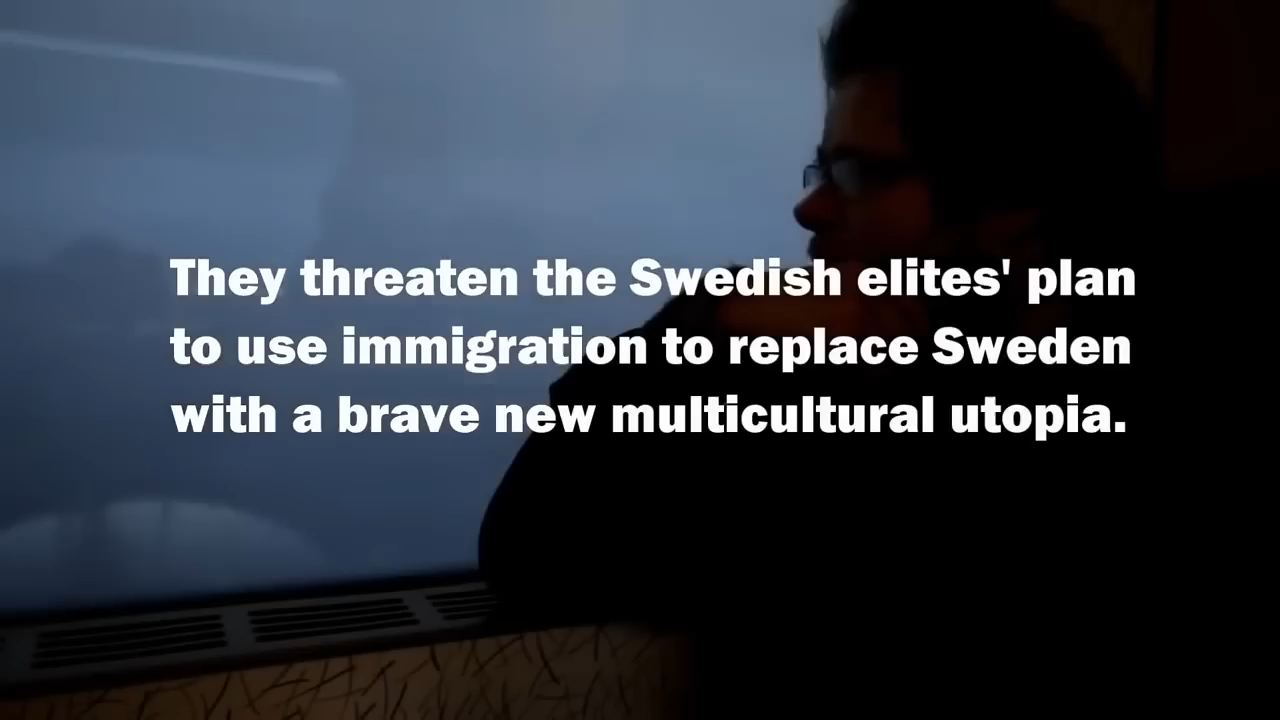 They threaten the Swedish elites' plan
to use immigration to replace Sweden
with a brave new multicultural utopia.